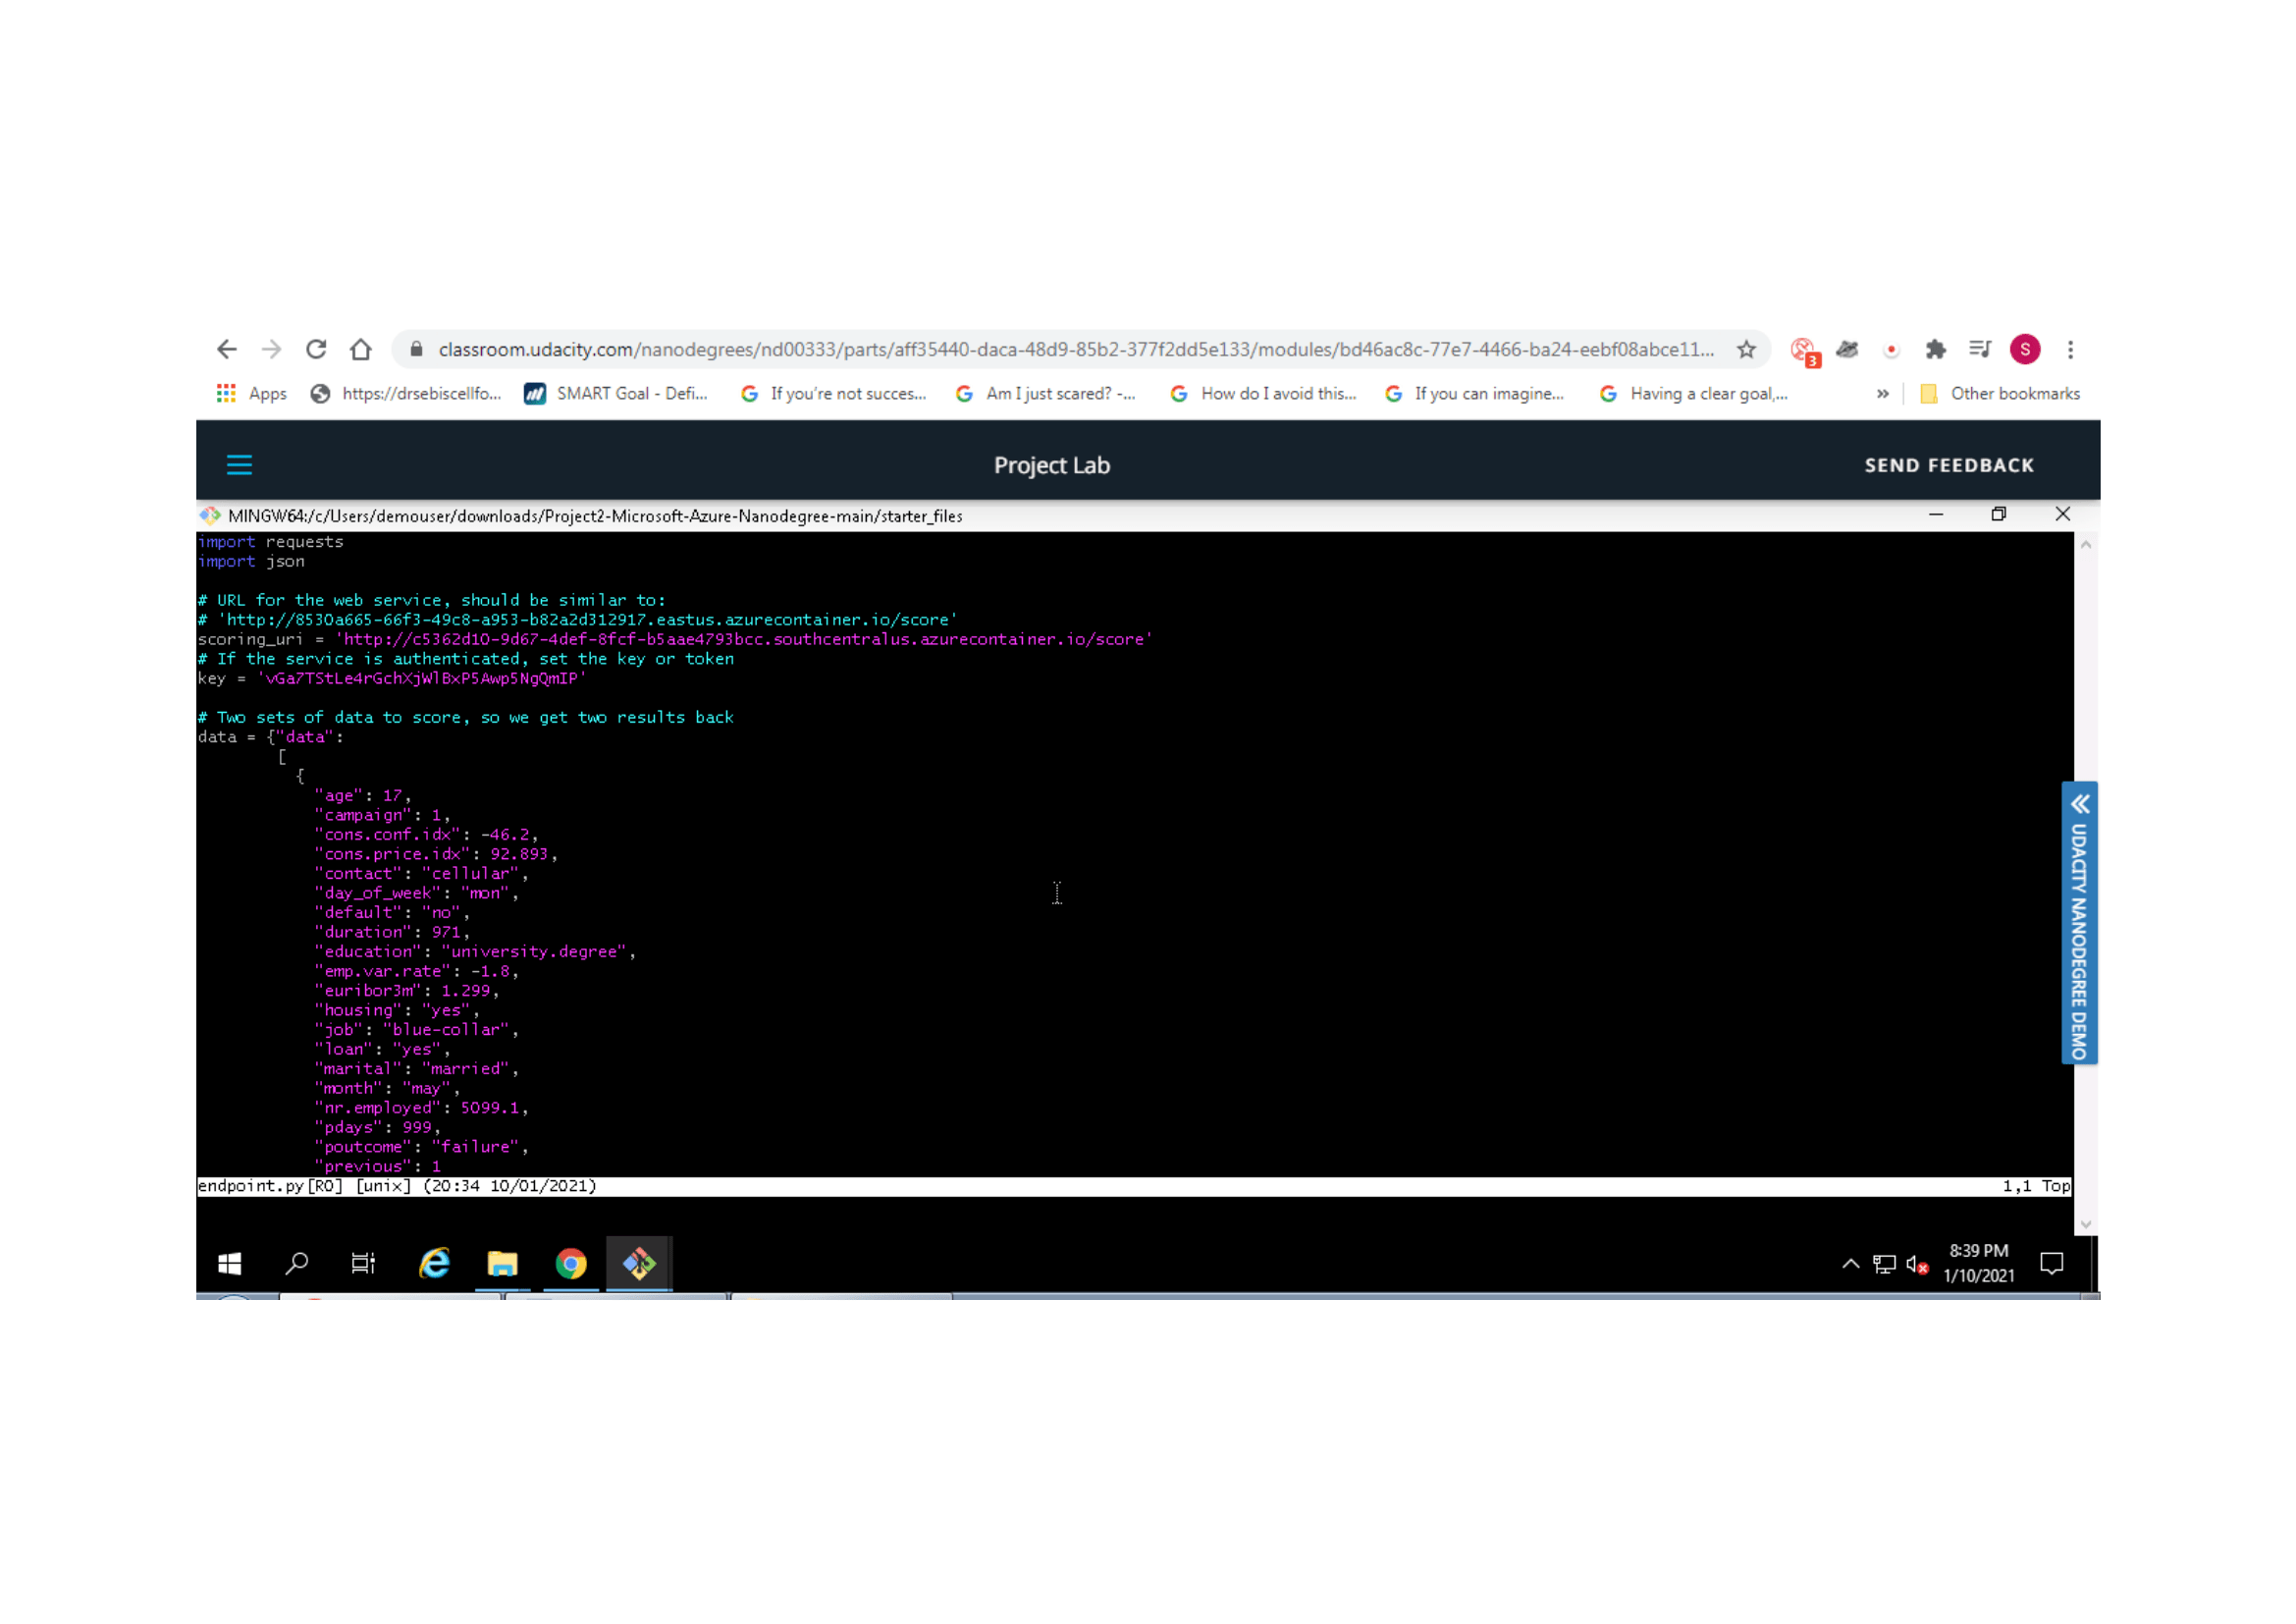 classroom.udacity.com/nanodegrees/nd00333/parts/aff35440-daca-48d9-85b2-377f2dd5e133/modules/bd46ac8c-77e7-4466-ba24-eebf08abce11...
3
S
Apps
https://drsebiscellfo...
SMART Goal - Defi...
If you're not succes...
Am I just scared? -...
How do I avoid this...
If you can imagine...
Having a clear goal,...
»
Other bookmarks
Project Lab
SEND FEEDBACK
MINGW64:/c/Users/demouser/downloads/Project2-Microsoft-Azure-Nanodegree-main/starter_files
import requests
import json
# URL for the web service, should be similar to:
# 'http://8530a665-66f3-49c8-a953-b82a2d312917.eastus.azurecontainer.io/score'
scoring_uri = 'http://c5362d10-9d67-4def-8fcf-b5aae4793bcc.southcentralus.azurecontainer.io/score'
# If the service is authenticated, set the key or token
key = 'vGa7TStLe4rGchXjWlBxP5Awp5NgQmIP'
# Two sets of data to score, so we get two results back
data = {"data":
[
{
"age": 17,
"campaign": 1,
"cons.conf.idx": -46.2,
"cons.price.idx": 92.893,
"contact": "cellular",
"day_of_week": "mon",
"default": "no",
"duration": 971,
"education": "university.degree",
"emp.var.rate": -1.8,
"euribor3m": 1.299,
"housing": "yes",
"job": "blue-collar",
"loan": "yes",
"marital": "married",
"month": "may",
"nr.employed": 5099.1,
"pdays": 999,
"poutcome": "failure",
"previous": 1
endpoint.py[RO] [unix] (20:34 10/01/2021)
1,1 Top
UDACITY NANODEGREE DEMO
8:39 PM
1/10/2021